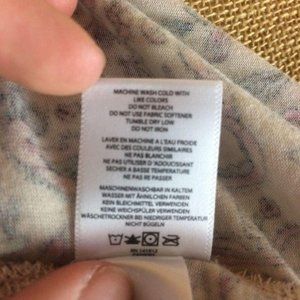 MACHINE WASH COLD WITH
LIKE COLORS
DO NOT BLEACH
DO NOT USE FABRIC SOFTENER
TUMBLE DRY LOW
DO NOT IRON
LAVER EN MACHINE A L'EAU FROIDE
AVEC DES COULEURS SIMILAIRES
NE PAS BLANCHIR
NE PAS UTILISER D'ADOUCISSANT
SECHER A BASSE TEMPERATURE
NE PAS REPASSER
MASCHINENWASCHBAR IN KALTEM
WASSER MIT ÄHNLICHEN FARBEN
KEIN BLEICHMITTEL VERWENDEN
KEINE WEICHSPÜLER VERWENDEN
WÄSCHETROCKNER BEI NIEDRIGER TEMPERATUR
NICHT BÜGELN